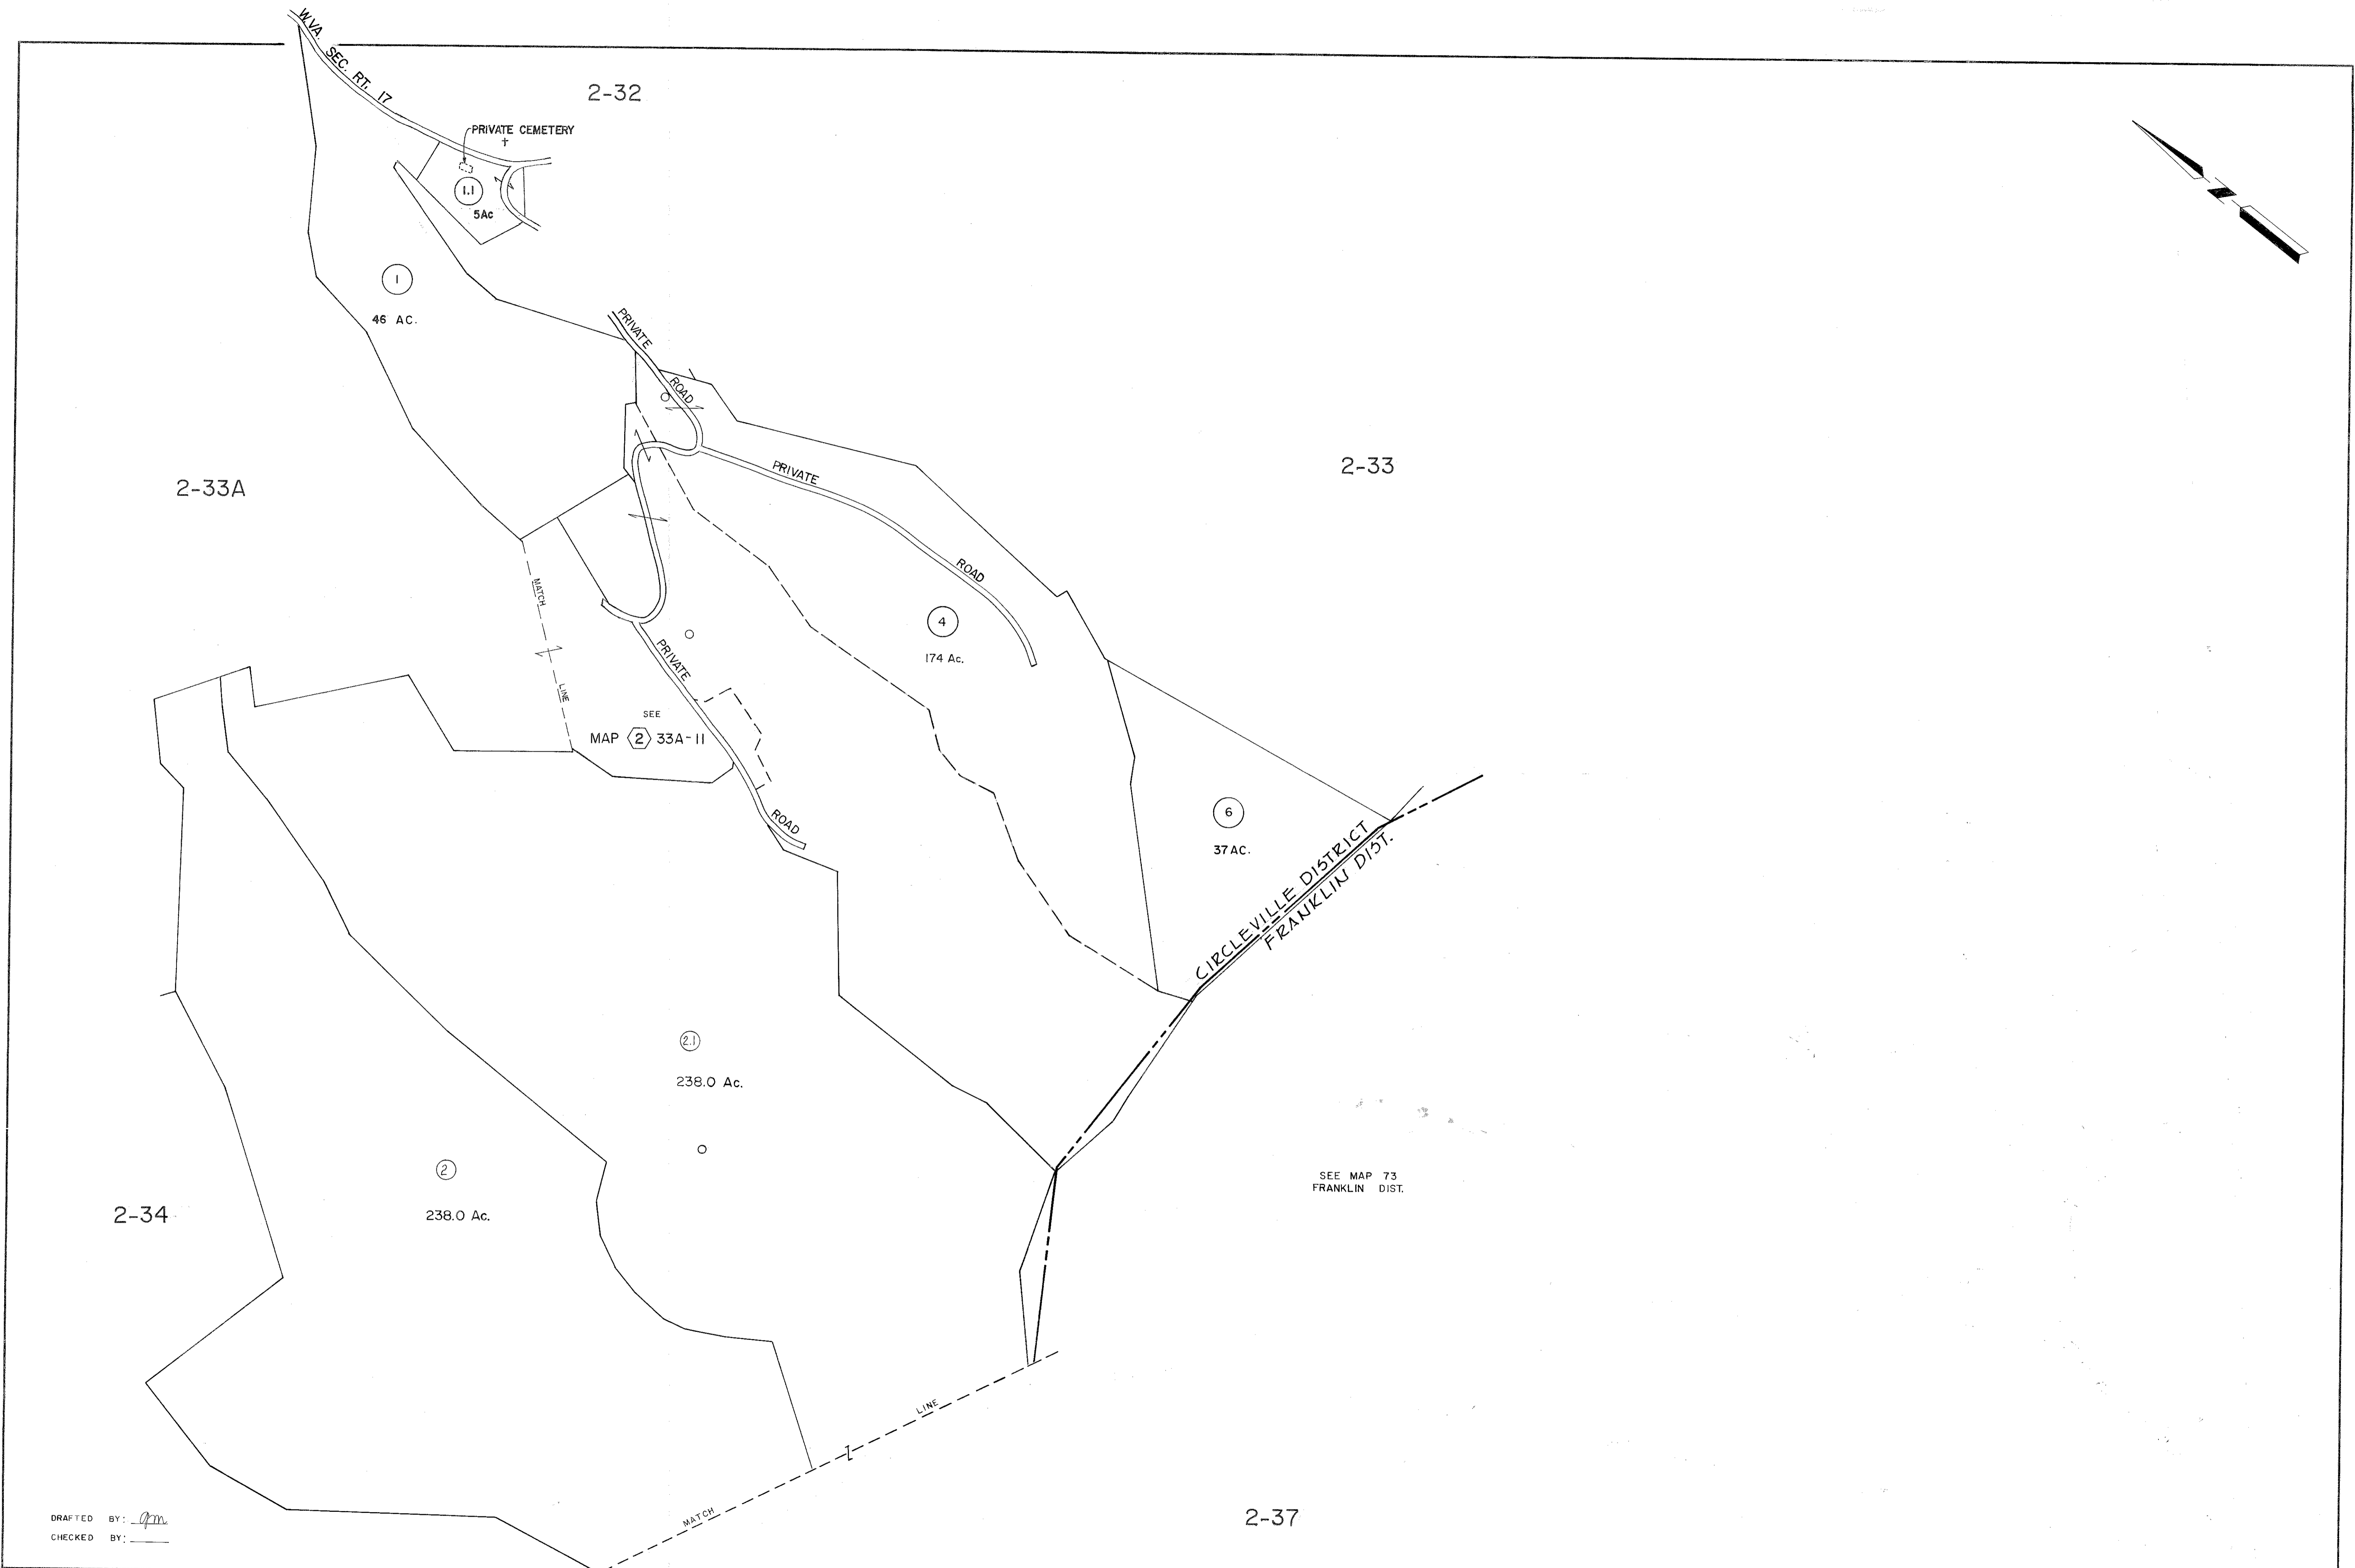 W.VA. SEC. RT. 17
2-32
PRIVATE CEMETERY
1.1
5Ac
1
46 AC.
PRIVATE ROAD
2-33A
2-33
PRIVATE ROAD
MATCH LINE
4
174 Ac.
PRIVATE ROAD
SEE
MAP 2 33A-11
6
37AC.
CIRCLEVILLE DISTRICT
FRANKLIN DIST.
2.1
238.0 Ac.
2
238.0 Ac.
2-34
SEE MAP 73
FRANKLIN DIST.
MATCH LINE
2-37
DRAFTED BY:
CHECKED BY: